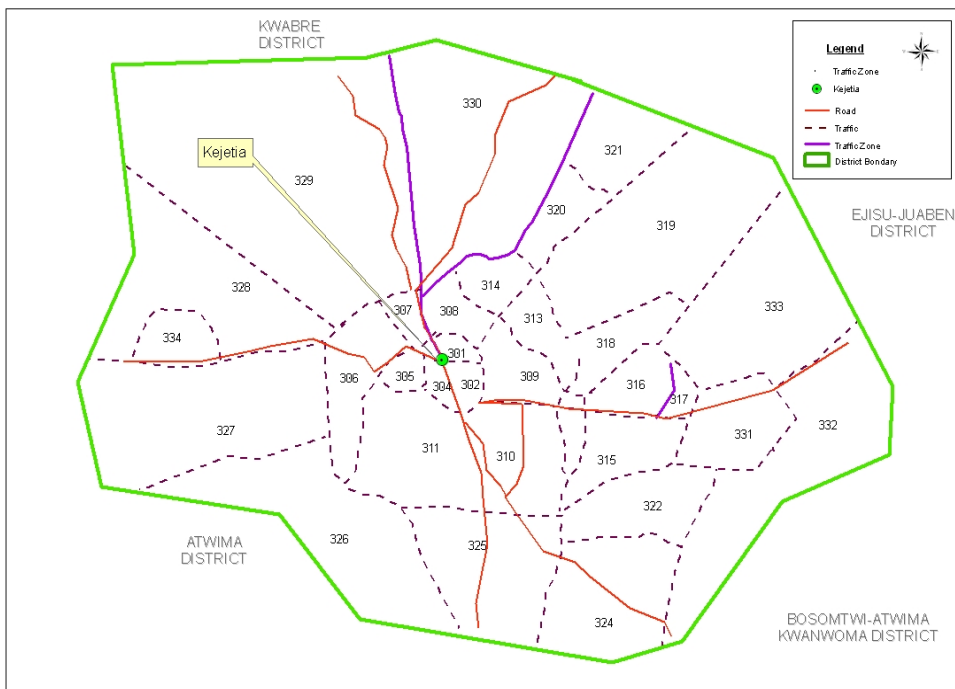 KWABRE
DISTRICT
Legend
Traffic Zone
Kejetia
Road
Traffic
Traffic Zone
District Bondary
330
321
Kejetia
329
320
319
EJISU-JUABEN
DISTRICT
328
314
333
307
308
313
334
301
318
306
305
304
302
309
316
317
327
311
310
315
331
332
322
326
325
ATWIMA
DISTRICT
324
BOSOMTWI-ATWIMA
KWANWOMA DISTRICT